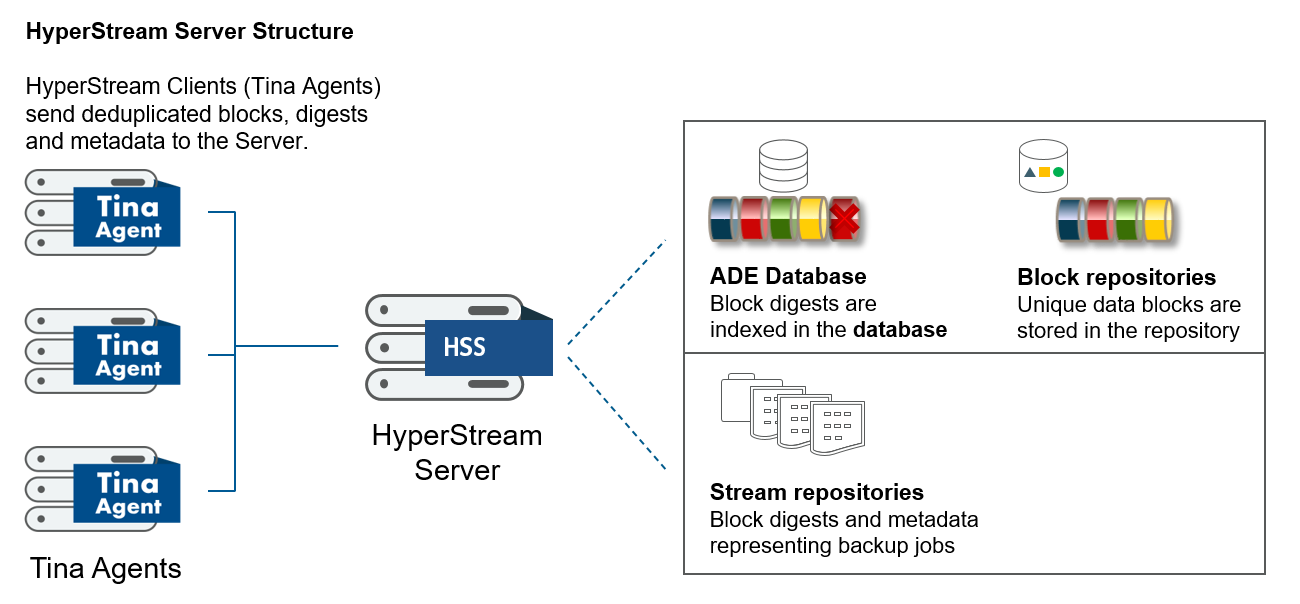 HyperStream Server Structure
HyperStream Clients (Tina Agents)
send deduplicated blocks, digests
and metadata to the Server.
Tina
Agent
Tina
Agent
Tina
Agent
Tina Agents
HSS
HyperStream
Server
ADE Database
Block digests are
indexed in the database
Block repositories
Unique data blocks are
stored in the repository
Stream repositories
Block digests and metadata
representing backup jobs